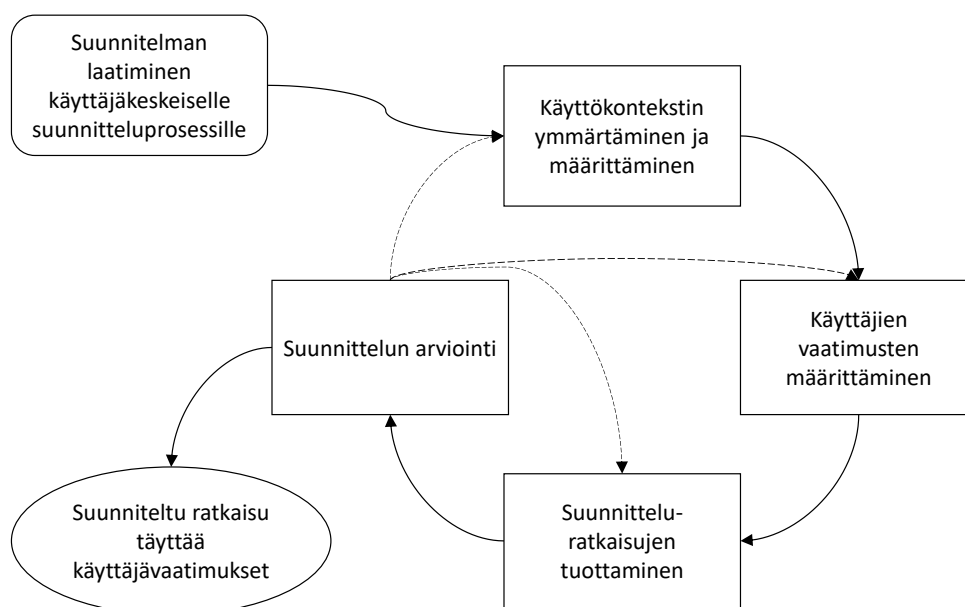 Suunnitelman
laatiminen
käyttäjäkeskeiselle
suunnitteluprosessille
Käyttökontekstin
ymmärtäminen ja
määrittäminen
Käyttäjien
vaatimusten
määrittäminen
Suunnittelun arviointi
Suunnittelu-
ratkaisujen
tuottaminen
Suunniteltu ratkaisu
täyttää
käyttäjävaatimukset